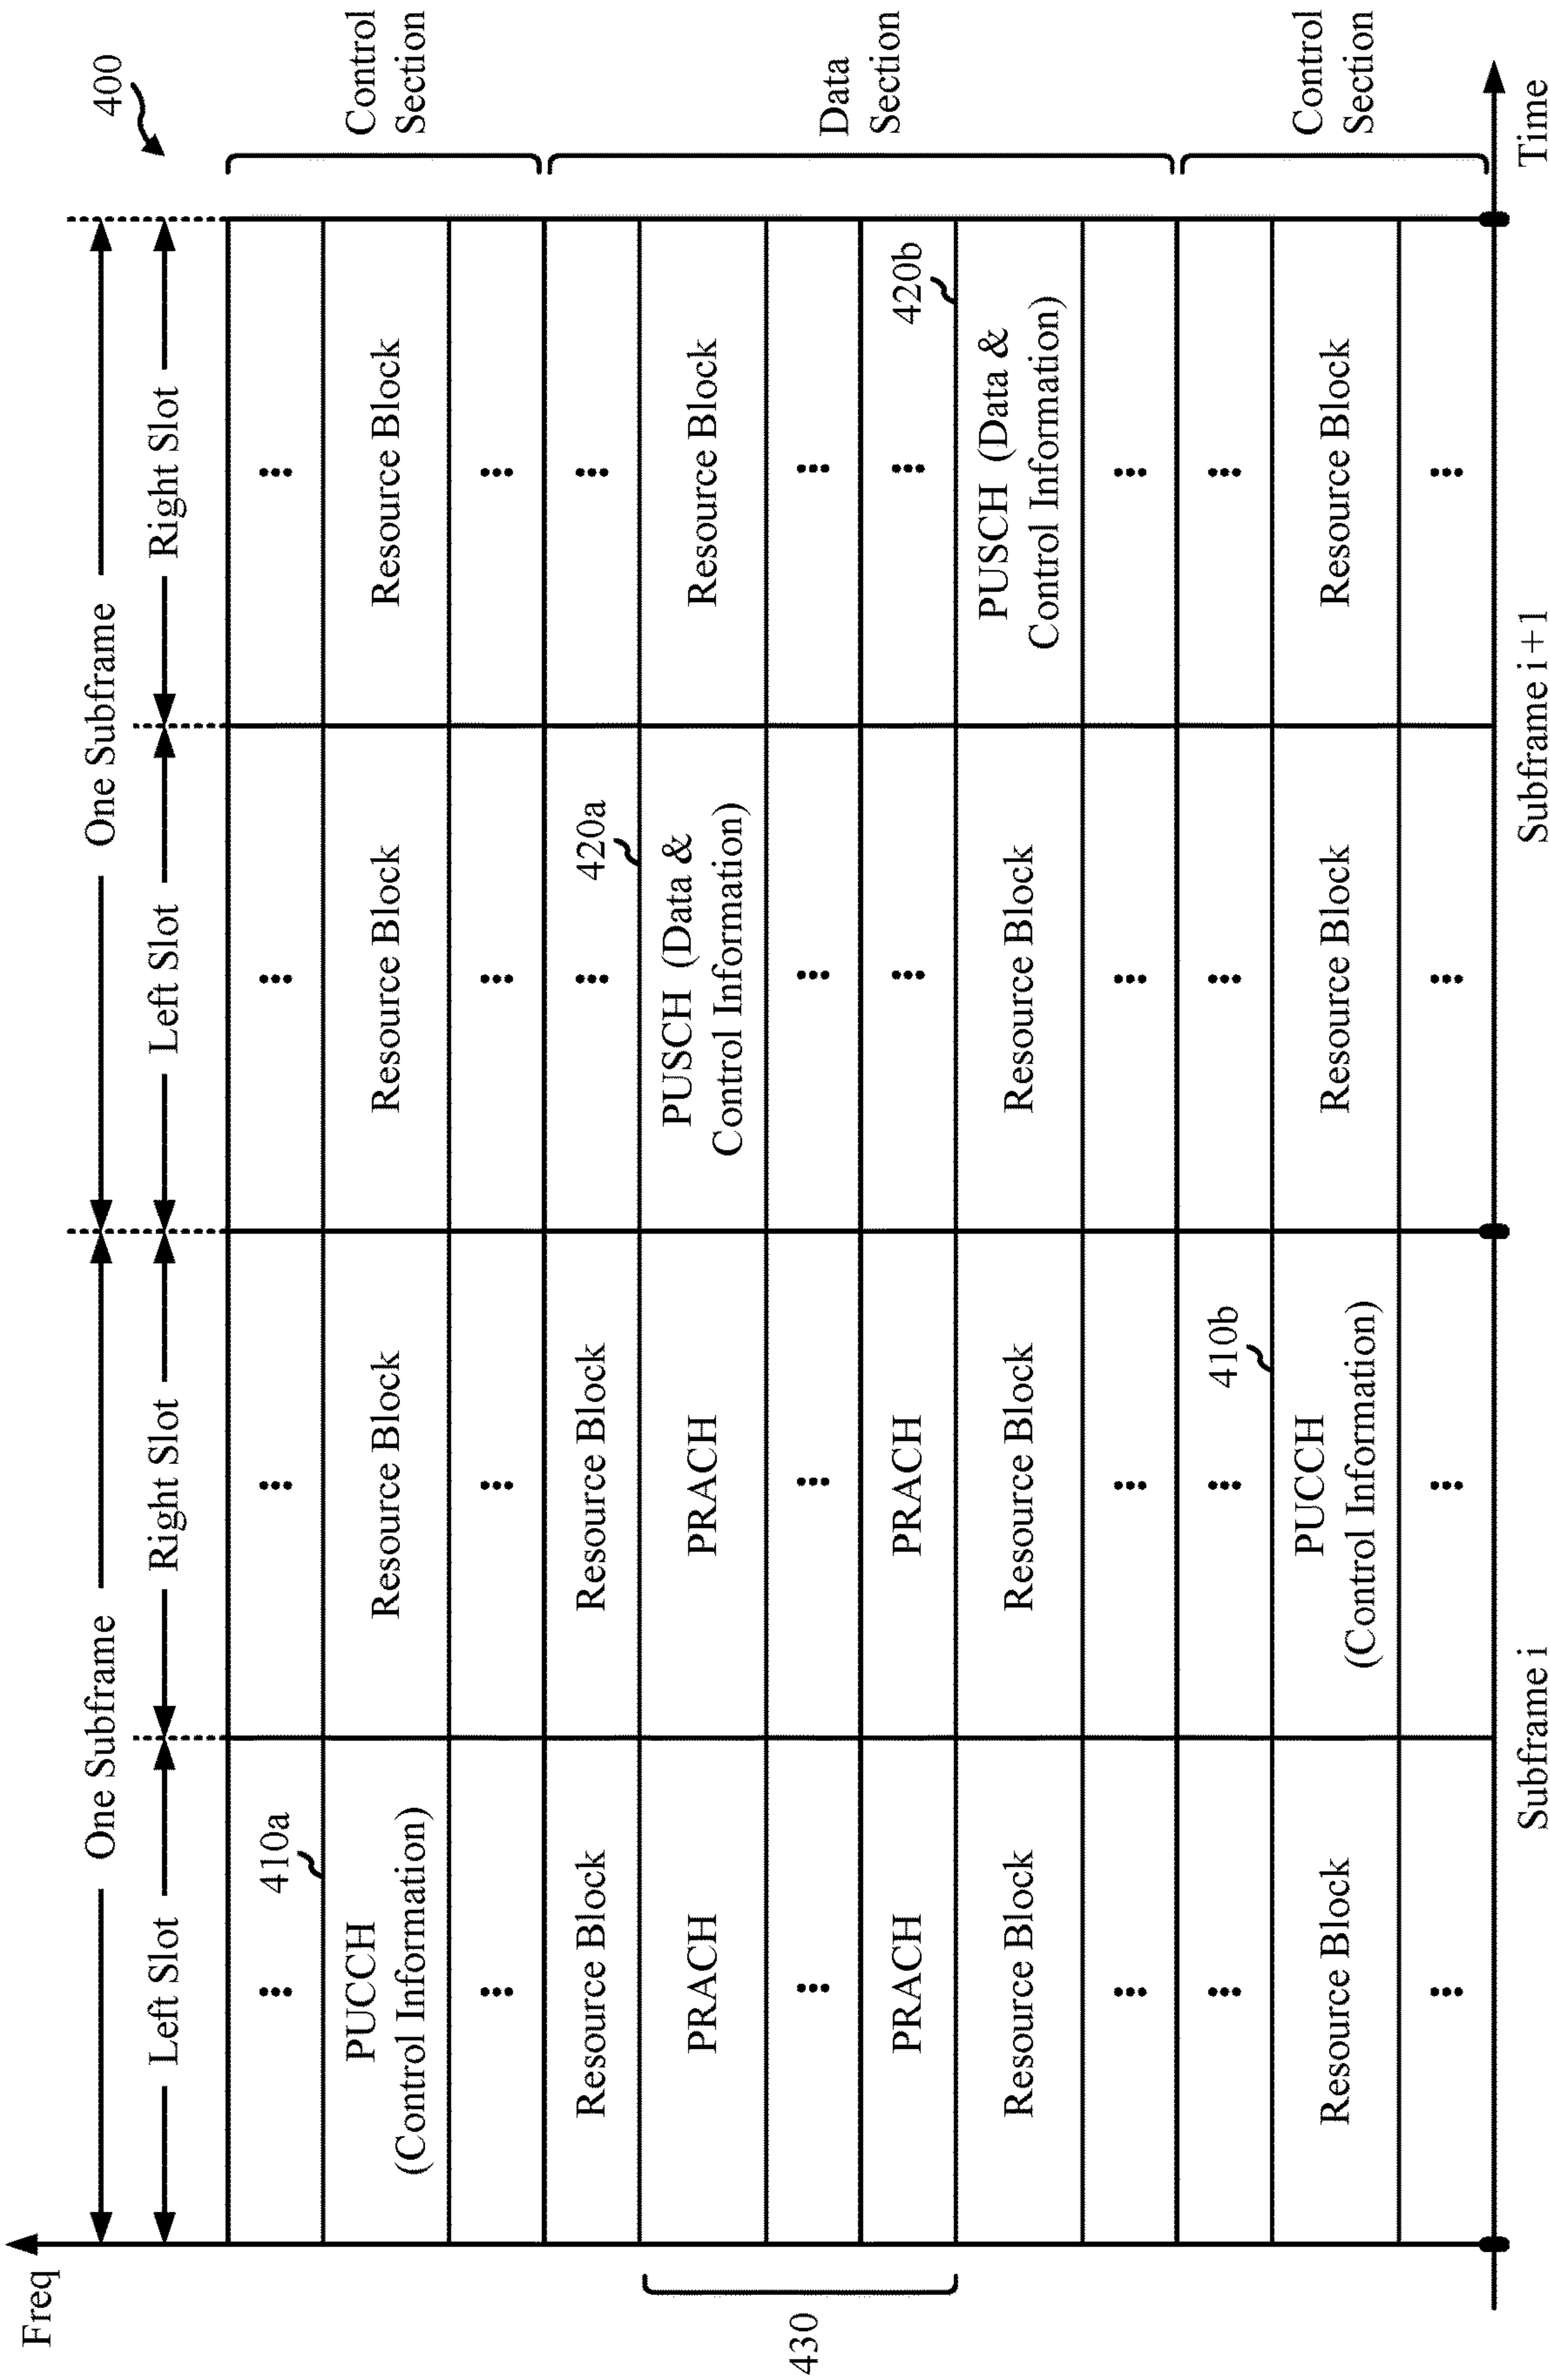 400
One Subframe
One Subframe
Left Slot
Right Slot
Left Slot
Right Slot
Freq
⋮
410a
⋮
⋮
⋮
PUCCH
(Control Information)
Resource Block
Resource Block
Resource Block
Control
Section
⋮
⋮
⋮
⋮
Resource Block
Resource Block
⋮
420a
⋮
PRACH
PRACH
PUSCH (Data &
Control Information)
Resource Block
430
⋮
⋮
⋮
⋮
Data
Section
PRACH
PRACH
⋮
⋮
420b
Resource Block
Resource Block
Resource Block
PUSCH (Data &
Control Information)
⋮
⋮
⋮
⋮
⋮
⋮
410b
⋮
⋮
Resource Block
PUCCH
(Control Information)
Resource Block
Resource Block
Control
Section
⋮
⋮
⋮
⋮
Subframe i
Subframe i + 1
Time